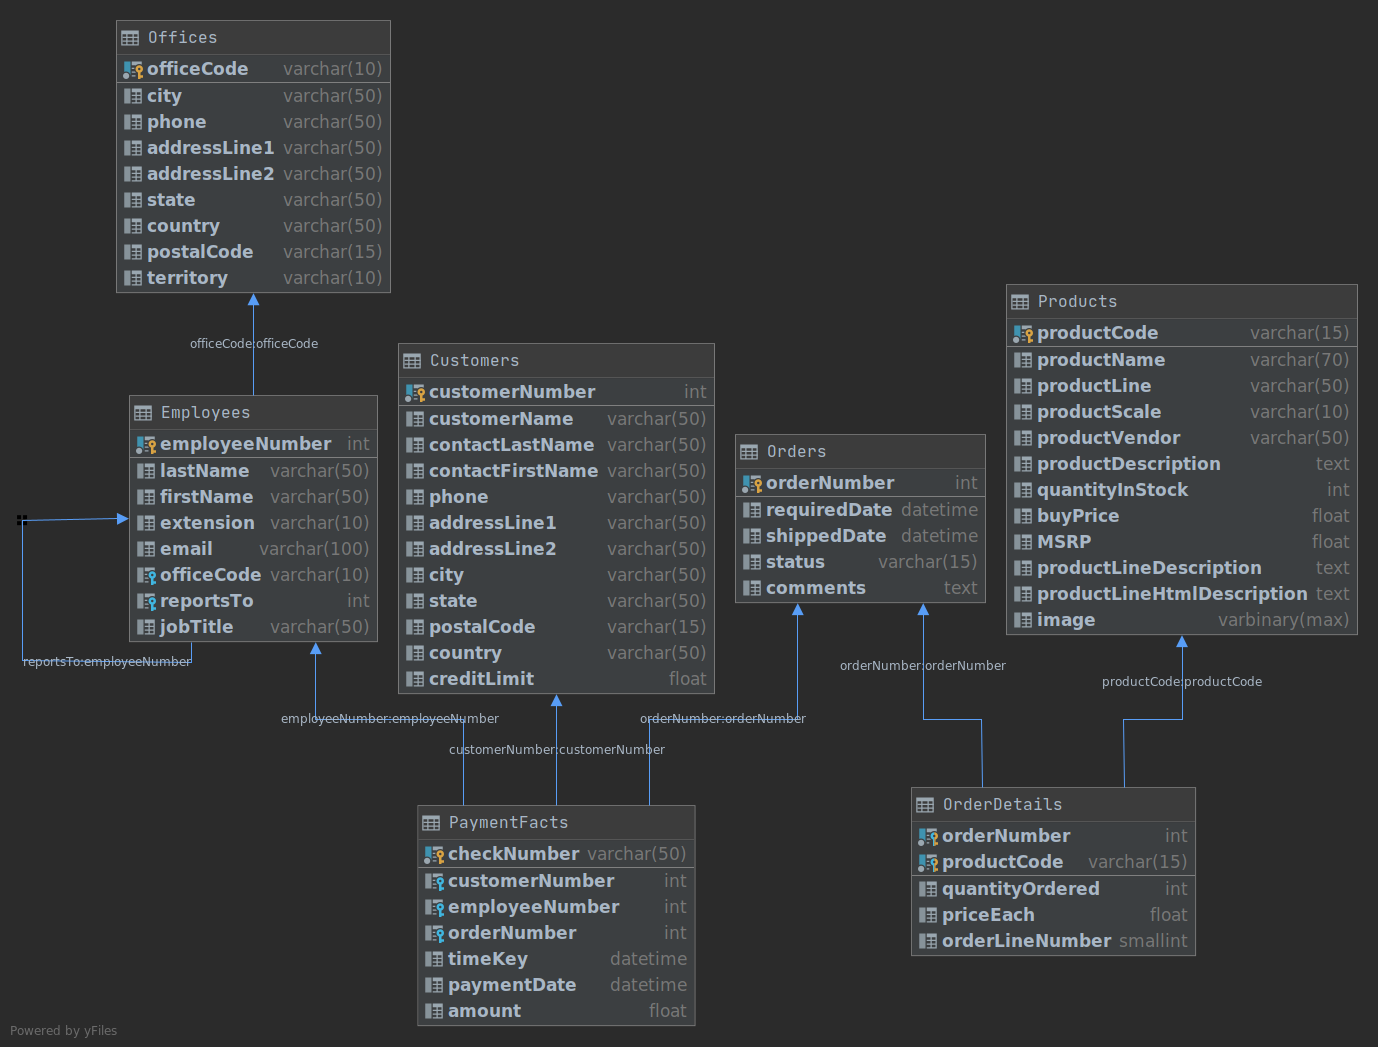 Offices
officeCode varchar(10)
city varchar(50)
phone varchar(50)
addressLine1 varchar(50)
addressLine2 varchar(50)
state varchar(50)
country varchar(50)
postalCode varchar(15)
territory varchar(10)
officeCode:officeCode
Employees
employeeNumber int
lastName varchar(50)
firstName varchar(50)
extension varchar(10)
email varchar(100)
officeCode varchar(10)
reportsTo int
jobTitle varchar(50)
reportsTo:employeeNumber
Customers
customerNumber int
customerName varchar(50)
contactLastName varchar(50)
contactFirstName varchar(50)
phone varchar(50)
addressLine1 varchar(50)
addressLine2 varchar(50)
city varchar(50)
state varchar(50)
postalCode varchar(15)
country varchar(50)
creditLimit float
Orders
orderNumber int
requiredDate datetime
shippedDate datetime
status varchar(15)
comments text
Products
productCode varchar(15)
productName varchar(70)
productLine varchar(50)
productScale varchar(10)
productVendor varchar(50)
productDescription text
quantityInStock int
buyPrice float
MSRP float
productLineDescription text
productLineHtmlDescription text
image varbinary(max)
orderNumber:orderNumber
productCode:productCode
employeeNumber:employeeNumber
orderNumber:orderNumber
customerNumber:customerNumber
PaymentFacts
checkNumber varchar(50)
customerNumber int
employeeNumber int
orderNumber int
timeKey datetime
paymentDate datetime
amount float
OrderDetails
orderNumber int
productCode varchar(15)
quantityOrdered int
priceEach float
orderLineNumber smallint
Powered by yFiles